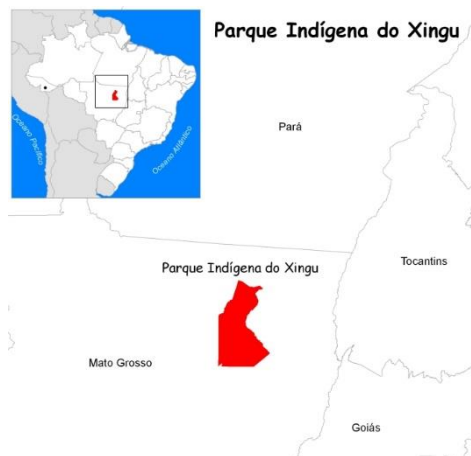 Parque Indígena do Xingu
Oceano Pacífico
Oceano Atlântico
Pará
Tocantins
Parque Indígena do Xingu
Mato Grosso
Goiás